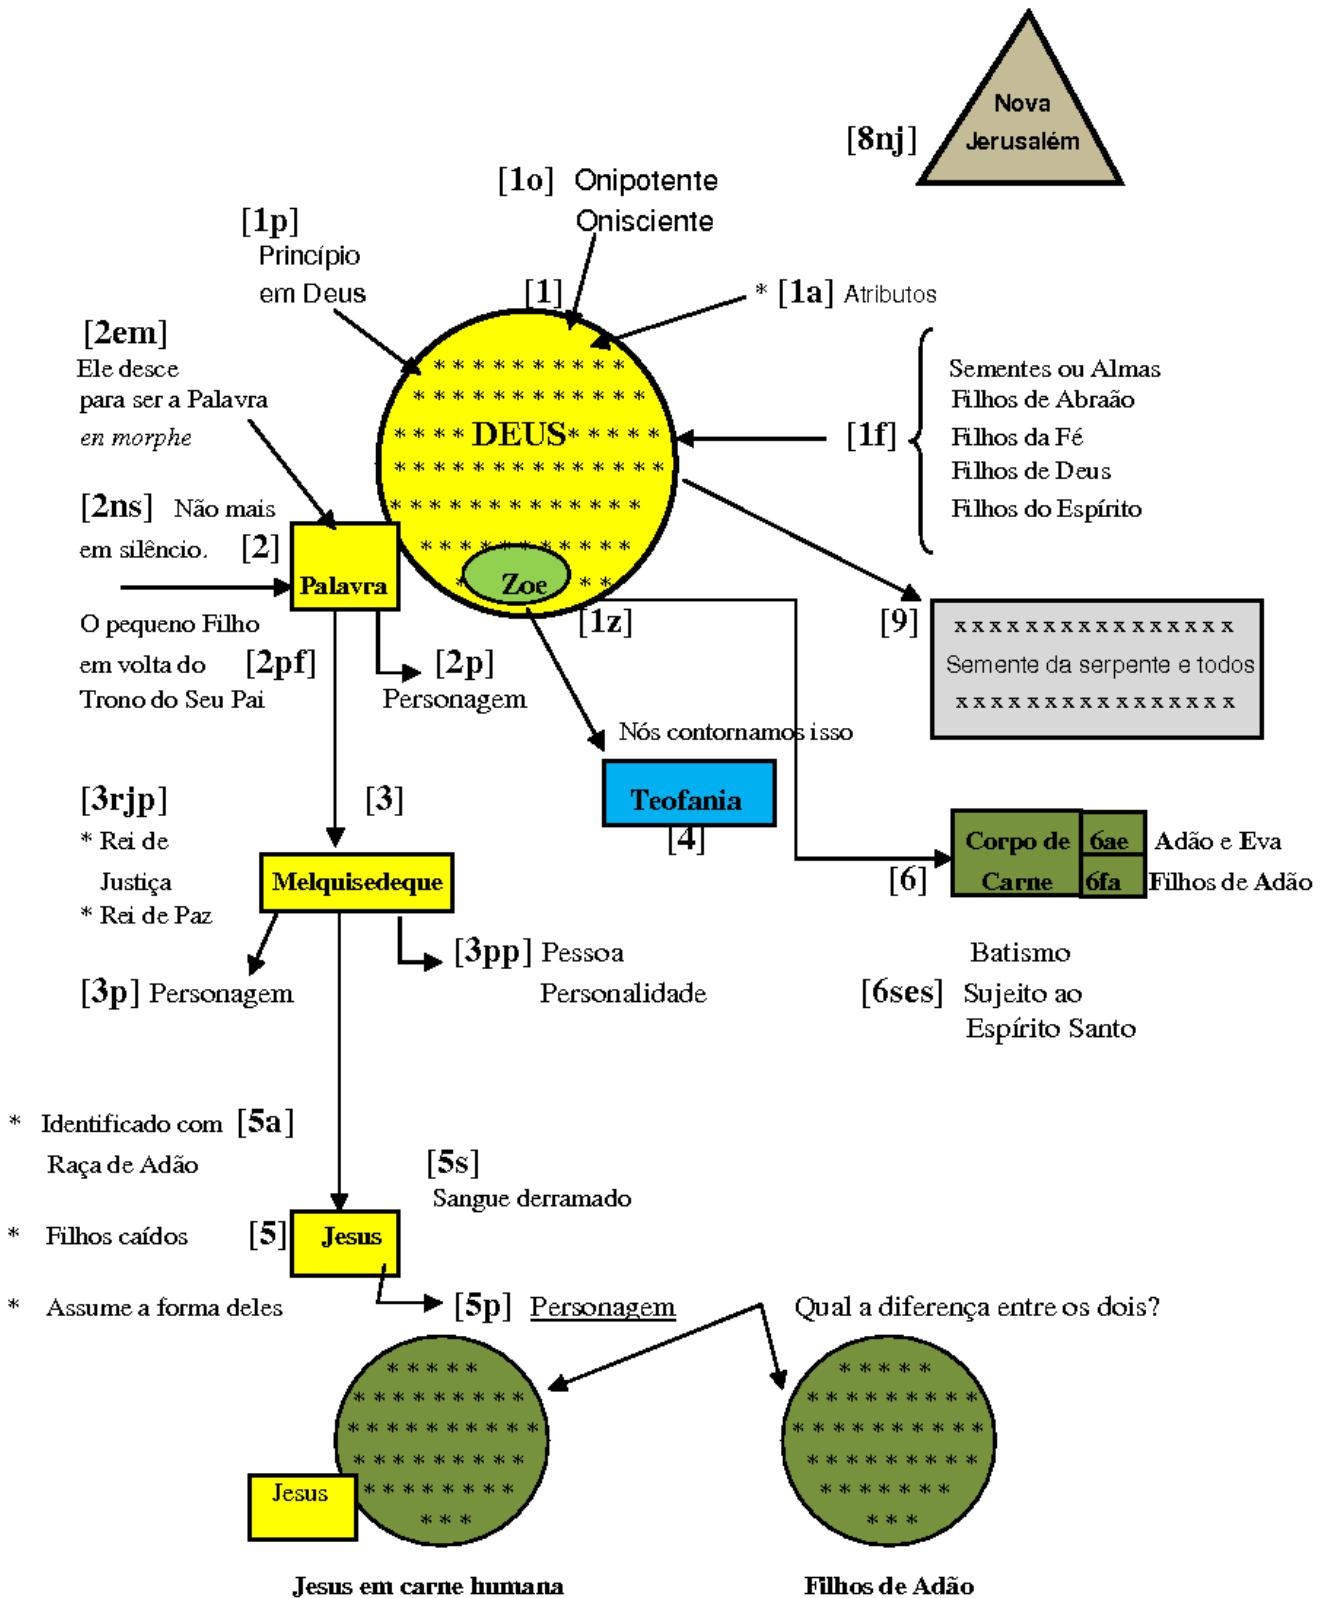 Nova
[8nj] Jerusalém
[1o] Onipotente
Onisciente
[1p]
Princípio
em Deus
[1]
* [1a] Atributos
[2em]
Ele desce
para ser a Palavra
en morphe
* * * * * * * * * *
* * * * * * * * * * * *
* * * * DEUS * * * * *
* * * * * * * * * * * * * * *
* * * * * * * * * * * * * *
* * * * * * * * * * *
* Zoe * *
[1f]
Sementes ou Almas
Filhos de Abraão
Filhos da Fé
Filhos de Deus
Filhos do Espírito
[2ns] Não mais
em silêncio. [2]
Palavra
[1z]
[9]
x x x x x x x x x x x x x x x x
Semente da serpente e todos
x x x x x x x x x x x x x x x x
O pequeno Filho
em volta do [2pf]
Trono do Seu Pai
[2p]
Personagem
Nós contornamos isso
Teofania
[4]
[3rjp]
* Rei de
Justiça
* Rei de Paz
[3]
Melquisedeque
[6]
Corpo de 6ae Adão e Eva
Carne 6fa Filhos de Adão
[3p] Personagem
[3pp] Pessoa
Personalidade
Batismo
[6ses] Sujeito ao
Espírito Santo
* Identificado com [5a]
Raça de Adão
[5s]
Sangue derramado
* Filhos caídos [5]
Jesus
* Assume a forma deles
[5p] Personagem
Qual a diferença entre os dois?
* * * * *
* * * * * * * * * *
* * * * * * * * * * *
* * * * * * * * * *
* * * * * * * *
* * *
Jesus
* * * * *
* * * * * * * * * *
* * * * * * * * * * *
* * * * * * * * * *
* * * * * * * *
* * *
Jesus em carne humana
Filhos de Adão